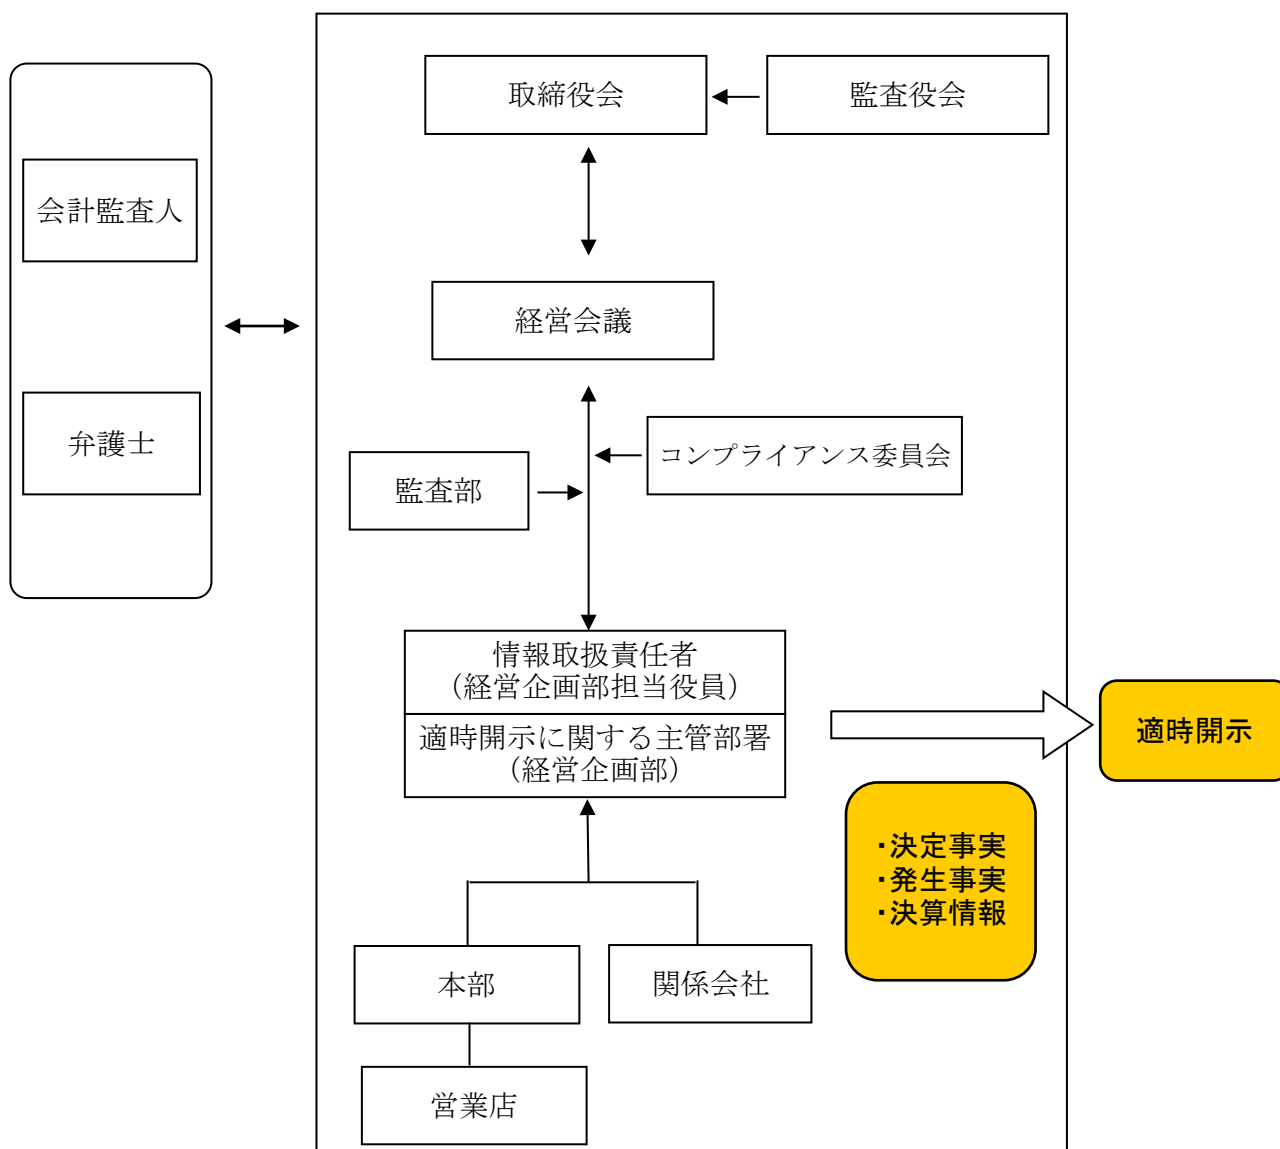 取締役会
監査役会
会計監査人
経営会議
弁護士
コンプライアンス委員会
監査部
情報取扱責任者
（経営企画部担当役員）
適時開示に関する主管部署
（経営企画部）
適時開示
・決定事実
・発生事実
・決算情報
本部
関係会社
営業店